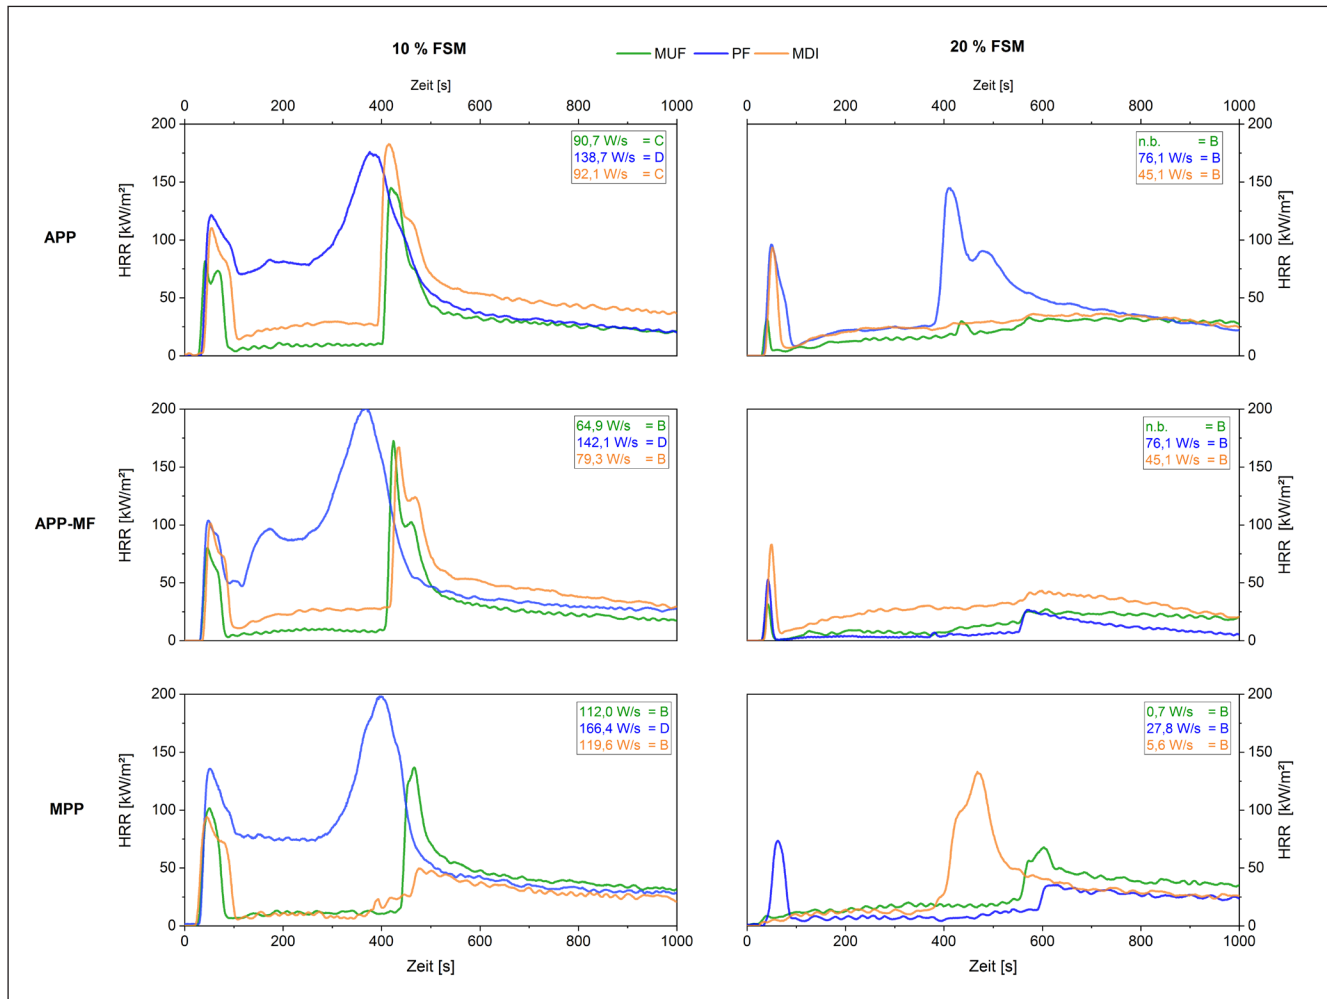 10 % FSM
MUF PF MDI
20 % FSM
Zeit [s]
0 200 400 600 800 1000
Zeit [s]
0 200 400 600 800 1000
APP
HRR [kW/m²]
200
150
100
50
0
90,7 W/s = C
138,7 W/s = D
92,1 W/s = C
n.b. = B
76,1 W/s = B
45,1 W/s = B
200
150
100
50
0
HRR [kW/m²]
APP-MF
HRR [kW/m²]
200
150
100
50
0
64,9 W/s = B
142,1 W/s = D
79,3 W/s = B
n.b. = B
76,1 W/s = B
45,1 W/s = B
200
150
100
50
0
HRR [kW/m²]
MPP
HRR [kW/m²]
200
150
100
50
0
112,0 W/s = B
166,4 W/s = D
119,6 W/s = B
0,7 W/s = B
27,8 W/s = B
5,6 W/s = B
200
150
100
50
0
HRR [kW/m²]
0 200 400 600 800 1000
Zeit [s]
0 200 400 600 800 1000
Zeit [s]